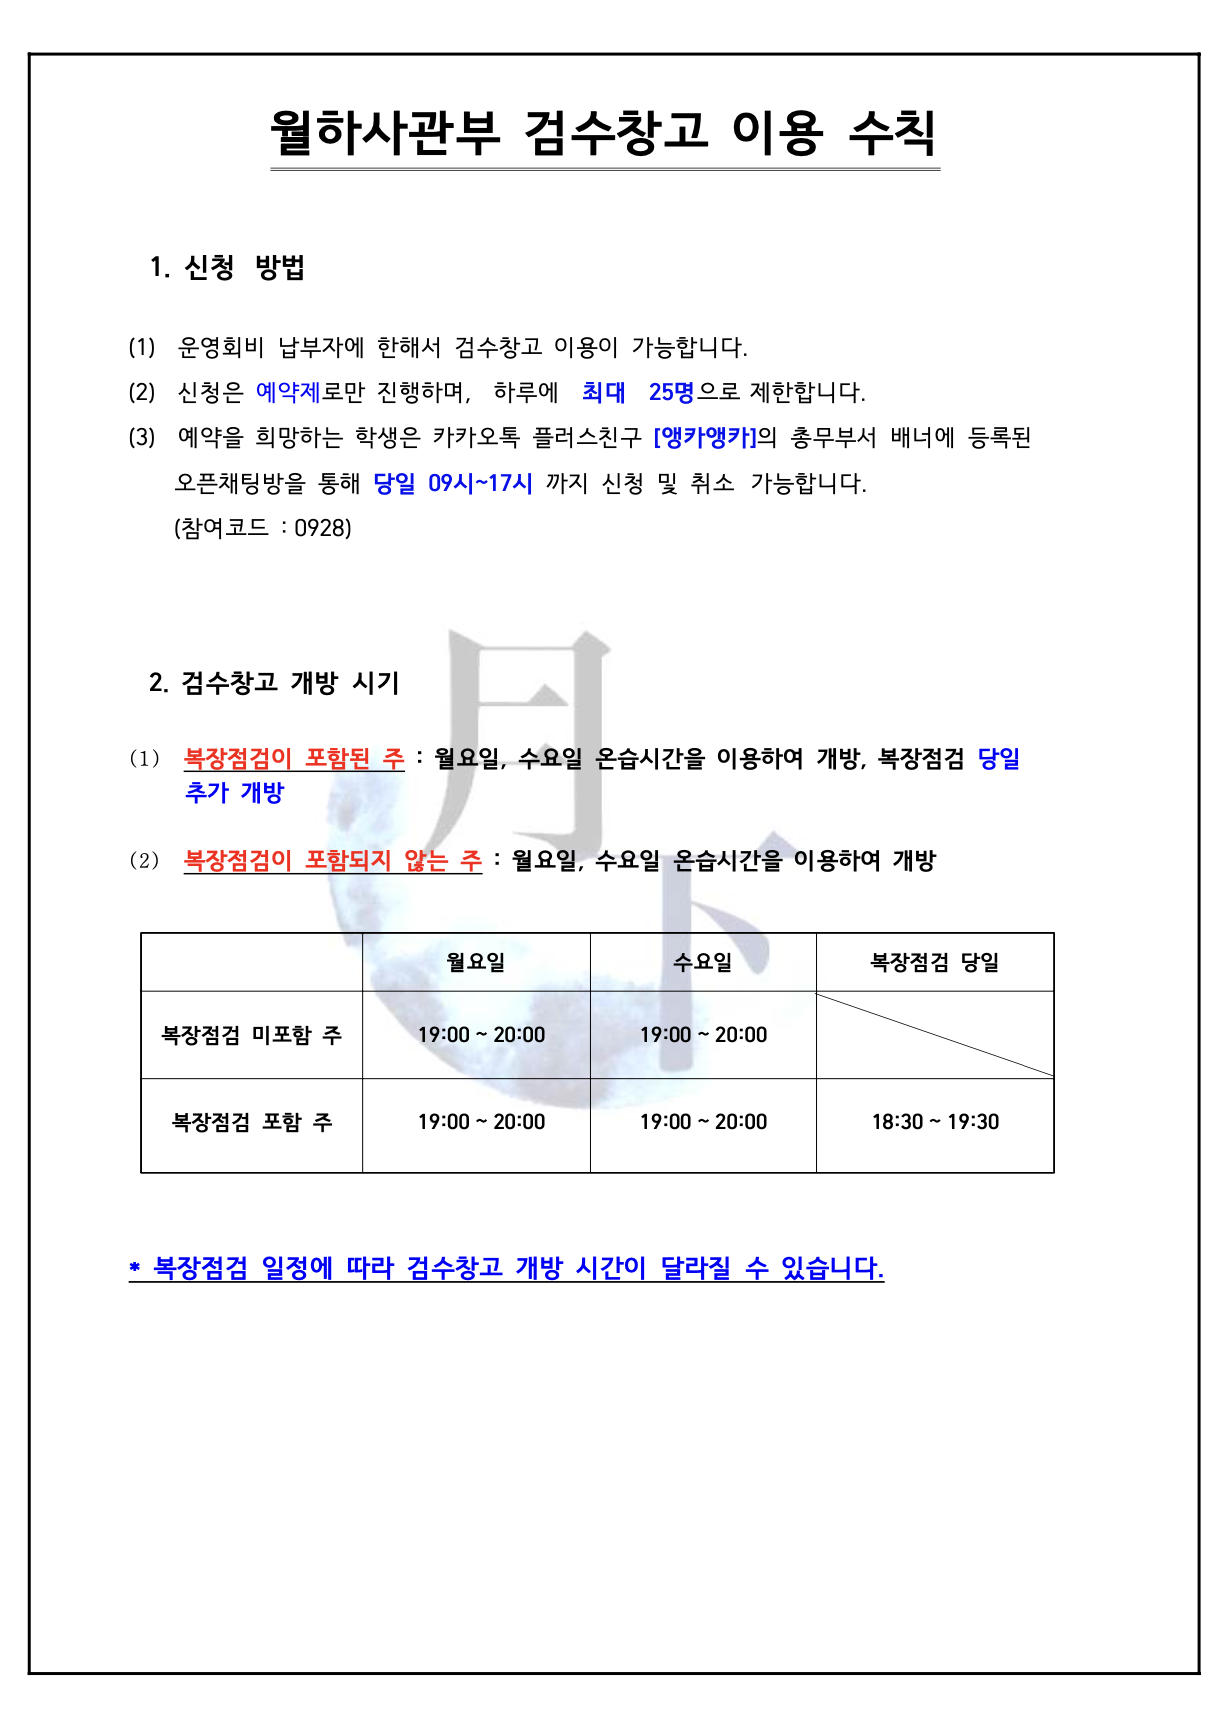 월하사관부 검수창고 이용 수칙
1. 신청 방법
(1) 운영회비 납부자에 한해서 검수창고 이용이 가능합니다.
(2) 신청은 예약제로만 진행하며, 하루에 최대 25명으로 제한합니다.
(3) 예약을 희망하는 학생은 카카오톡 플러스친구 [앵카앵카]의 총무부서 배너에 등록된
오픈채팅방을 통해 당일 09시~17시 까지 신청 및 취소 가능합니다.
(참여코드 : 0928)
2. 검수창고 개방 시기
(1) 복장점검이 포함된 주 : 월요일, 수요일 온습시간을 이용하여 개방, 복장점검 당일
추가 개방
(2) 복장점검이 포함되지 않는 주 : 월요일, 수요일 온습시간을 이용하여 개방
월요일 수요일 복장점검 당일
복장점검 미포함 주 19:00 ~ 20:00 19:00 ~ 20:00
복장점검 포함 주 19:00 ~ 20:00 19:00 ~ 20:00 18:30 ~ 19:30
* 복장점검 일정에 따라 검수창고 개방 시간이 달라질 수 있습니다.
月下